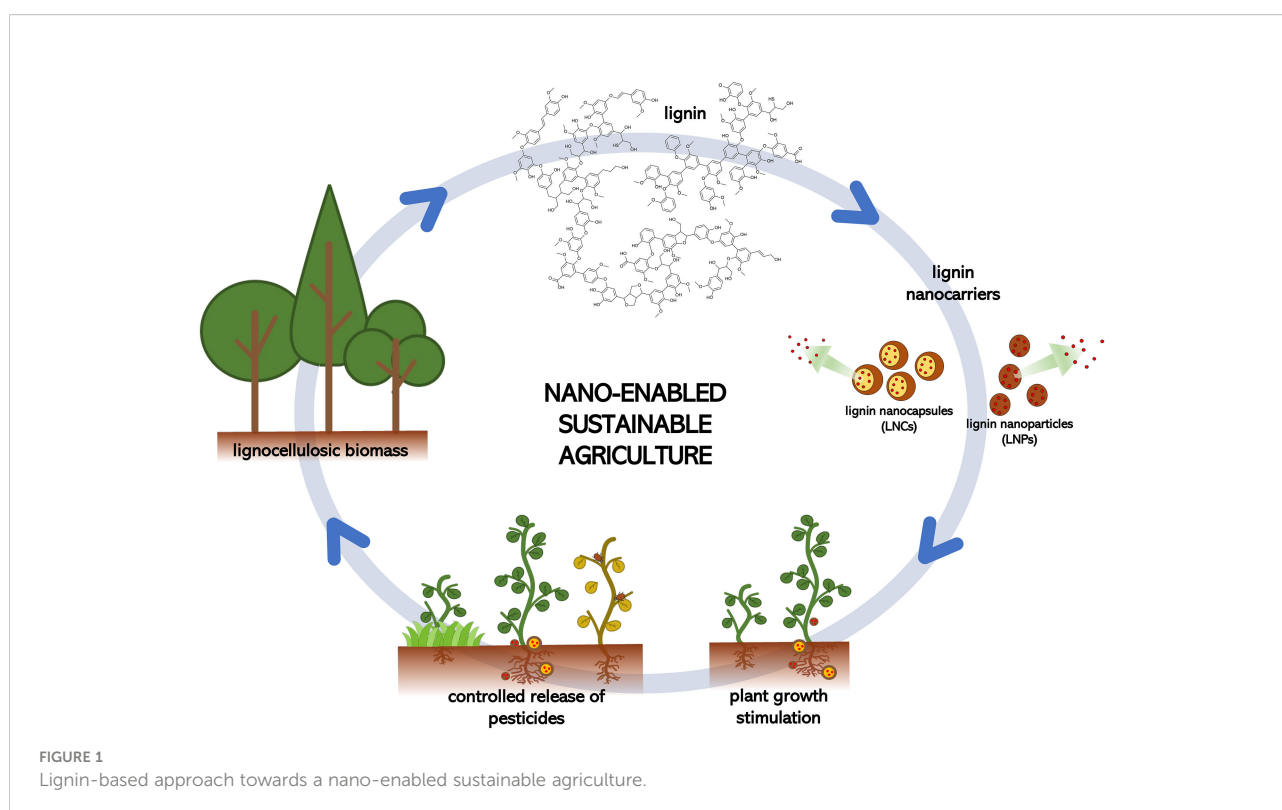 lignin
lignin
nanocarriers
lignin nanocapsules
(LNCs)
lignin nanoparticles
(LNPs)
NANO-ENABLED
SUSTAINABLE
AGRICULTURE
lignocellulosic biomass
controlled release of
pesticides
plant growth
stimulation
FIGURE 1
Lignin-based approach towards a nano-enabled sustainable agriculture.